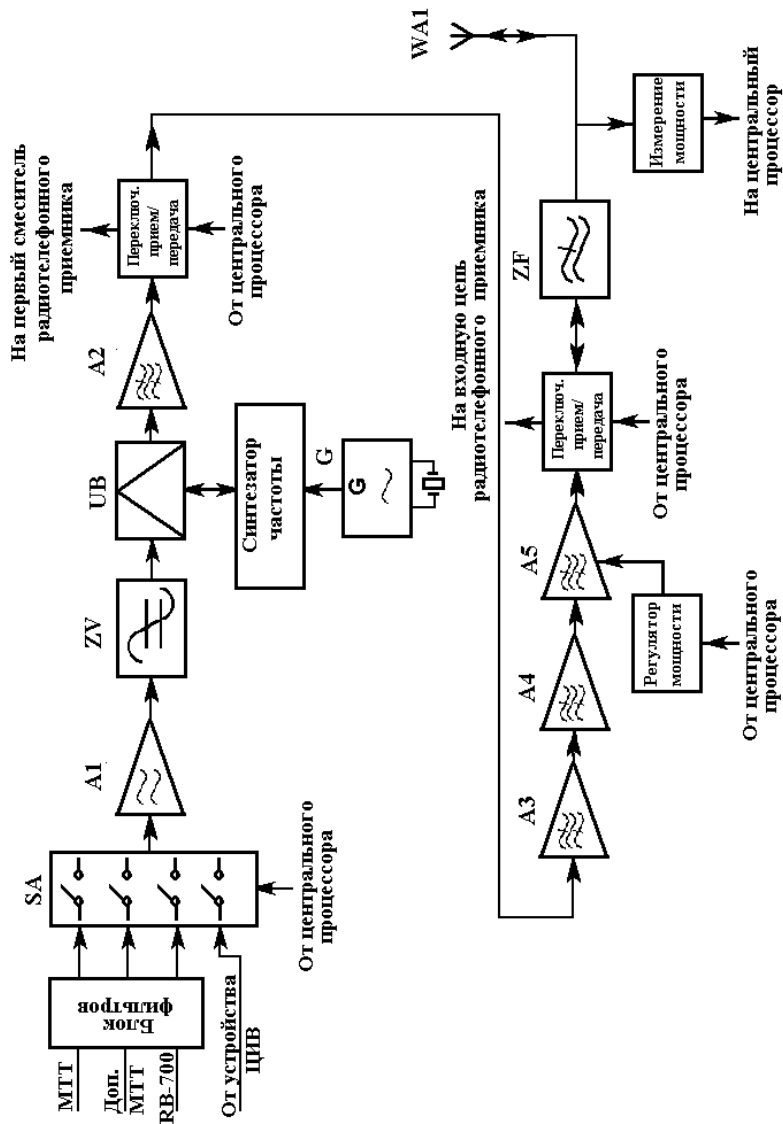 МТТ
Доп.
МТТ
RB-700
От устройства
ЦИВ
Блок
фильтров
SA
От центрального
процессора
A1
ZV
UB
Синтезатор
частоты
G
G
A2
На первый смеситель
радиотелефонного
приемника
Переключ.
прием/
передача
От центрального
процессора
A3
A4
A5
Регулятор
мощности
От центрального
процессора
На входную цепь
радиотелефонного приемника
Переключ.
прием/
передача
От центрального
процессора
ZF
WA1
Измерение
мощности
На центральный
процессор